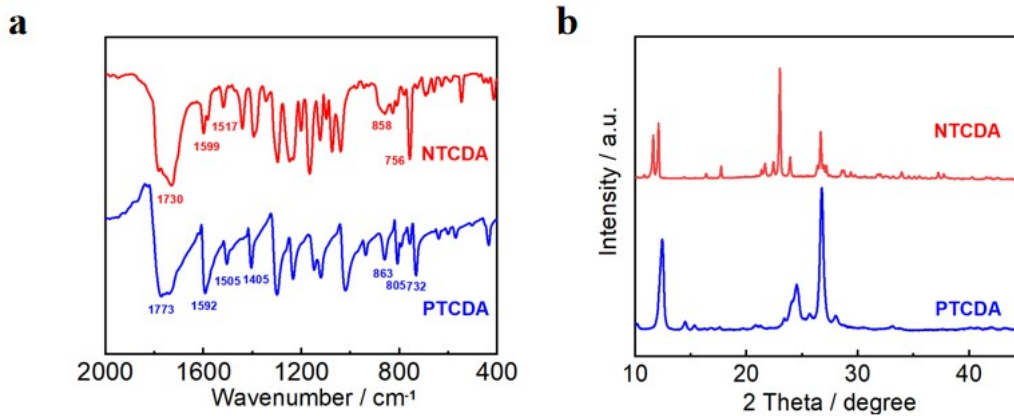 a
1730
1599
1517
858
756
NTCDA
1773
1592
1505
1405
863
805
732
PTCDA
2000
1600
1200
800
400
Wavenumber / cm⁻¹
b
Intensity / a.u.
NTCDA
PTCDA
10
20
30
40
2 Theta / degree